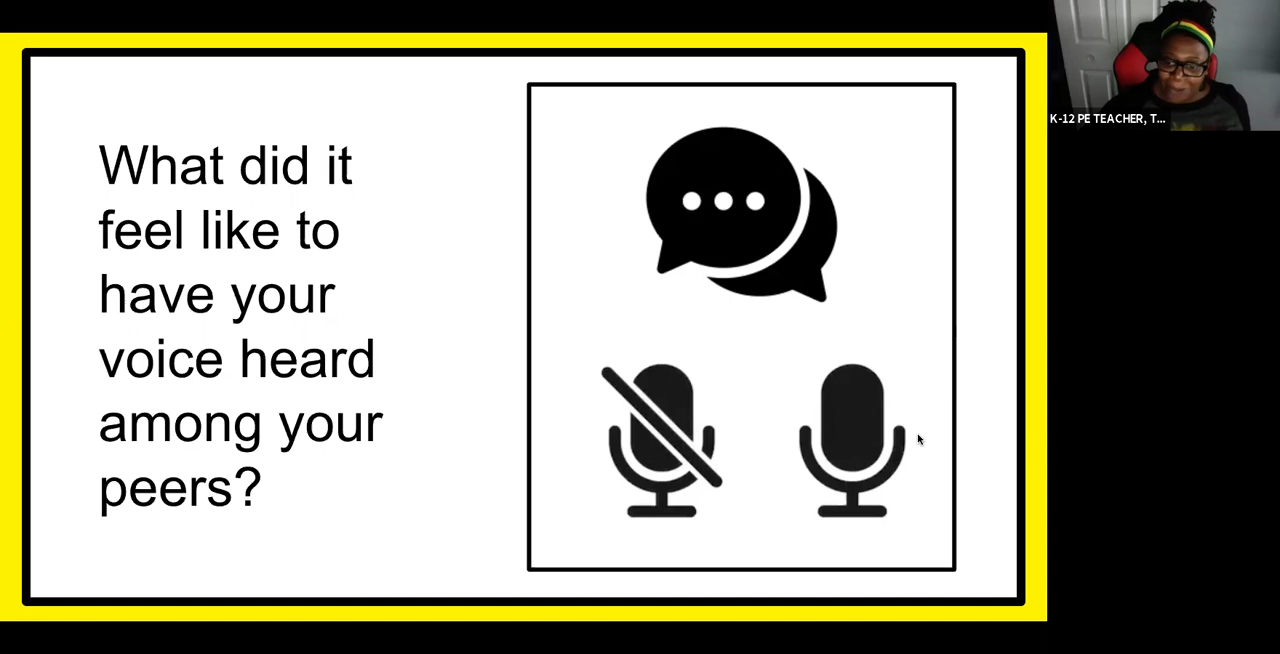 What did it
feel like to
have your
voice heard
among your
peers?
K-12 PE TEACHER, T...